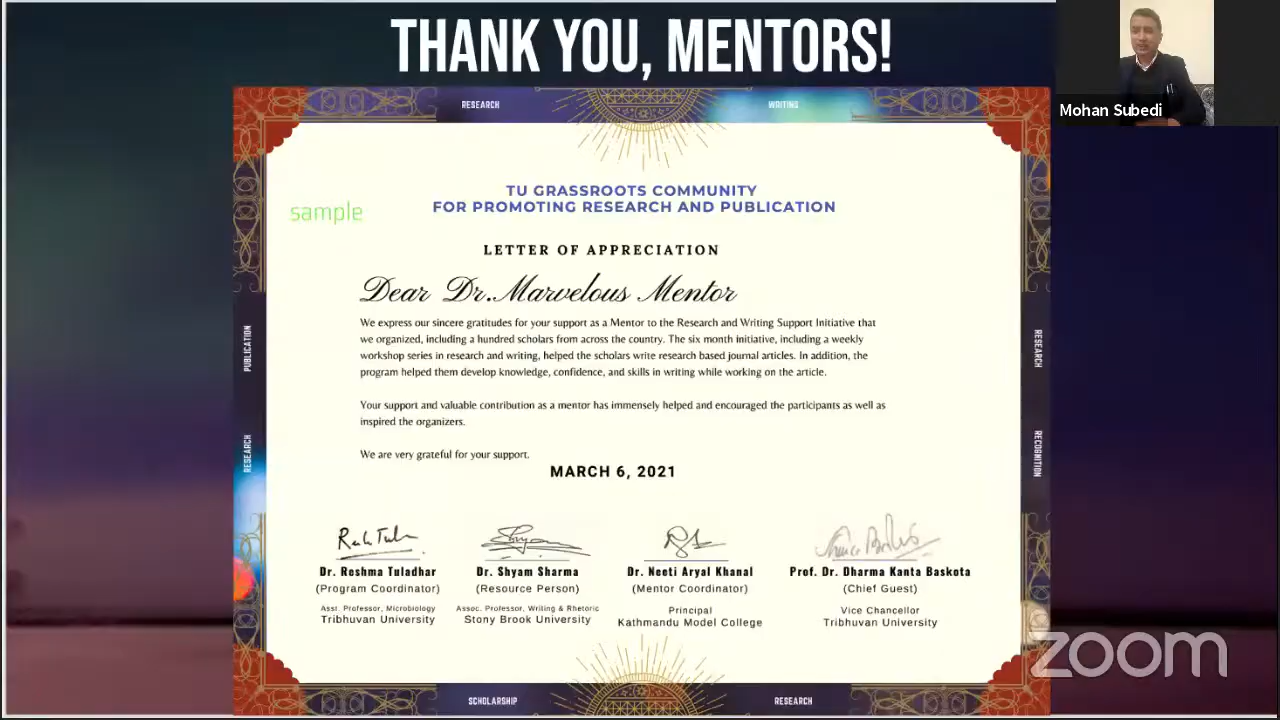 THANK YOU, MENTORS!
Mohan Subedi
RESEARCH
WRITING
TU GRASSROOTS COMMUNITY
FOR PROMOTING RESEARCH AND PUBLICATION
sample
LETTER OF APPRECIATION
Dear Dr. Marvelous Mentor
We express our sincere gratitudes for your support as a Mentor to the Research and Writing Support Initiative that
we organized, including a hundred scholars from across the country. The six month initiative, including a weekly
workshop series in research and writing, helped the scholars write research based journal articles. In addition, the
program helped them develop knowledge, confidence, and skills in writing while working on the article.
Your support and valuable contribution as a mentor has immensely helped and encouraged the participants as well as
inspired the organizers.
We are very grateful for your support.
MARCH 6, 2021
PUBLICATION
RESEARCH
RESEARCH
RECOGNITION
Dr. Reshma Tuladhar
(Program Coordinator)
Asst. Professor, Microbiology
Tribhuvan University
Dr. Shyam Sharma
(Resource Person)
Assoc. Professor, Writing & Rhetoric
Stony Brook University
Dr. Neeti Aryal Khanal
(Mentor Coordinator)
Principal
Kathmandu Model College
Prof. Dr. Dharma Kanta Baskota
(Chief Guest)
Vice Chancellor
Tribhuvan University
zoom
SCHOLARSHIP
RESEARCH